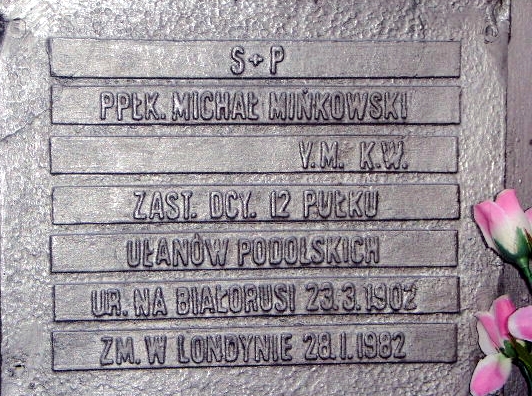 S+P
PPŁK. MICHAŁ MIŃKOWSKI
V.M. K.W.
ZAST. DCY. 12 PUŁKU
UŁANÓW PODOLSKICH
UR. NA BIAŁORUSI 23.3.1902
ZM. W LONDYNIE 28.1.1982